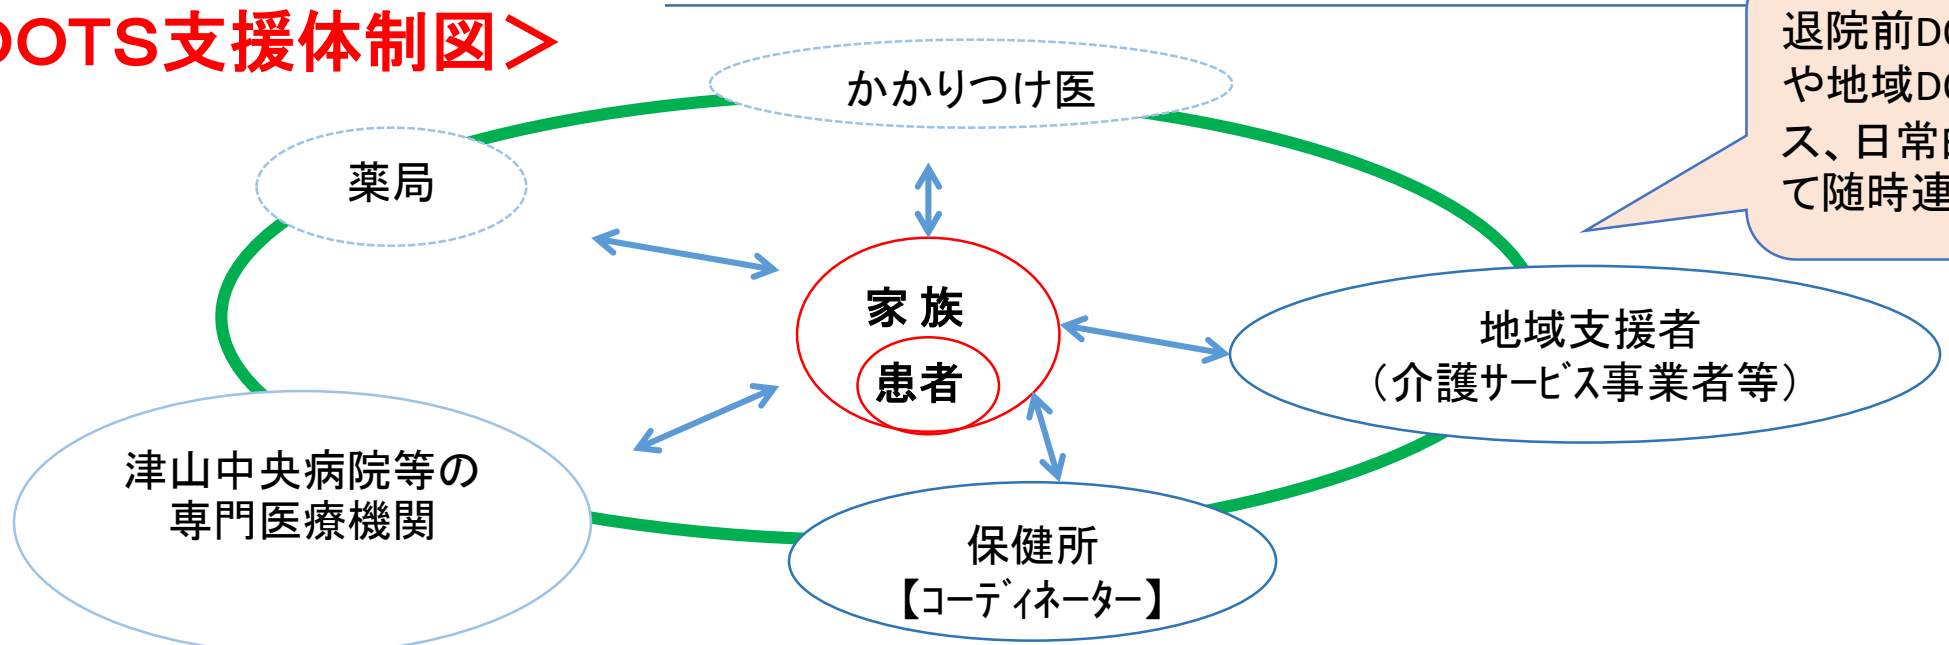 DOTS支援体制図＞
退院前DO
や地域DO
ス、日常
て随時連
かかりつけ医
薬局
家 族
患者
地域支援者
（介護ｻｰﾋﾞｽ事業者等）
津山中央病院等の
専門医療機関
保健所
【ｺｰﾃﾞｨﾈｰﾀｰ】